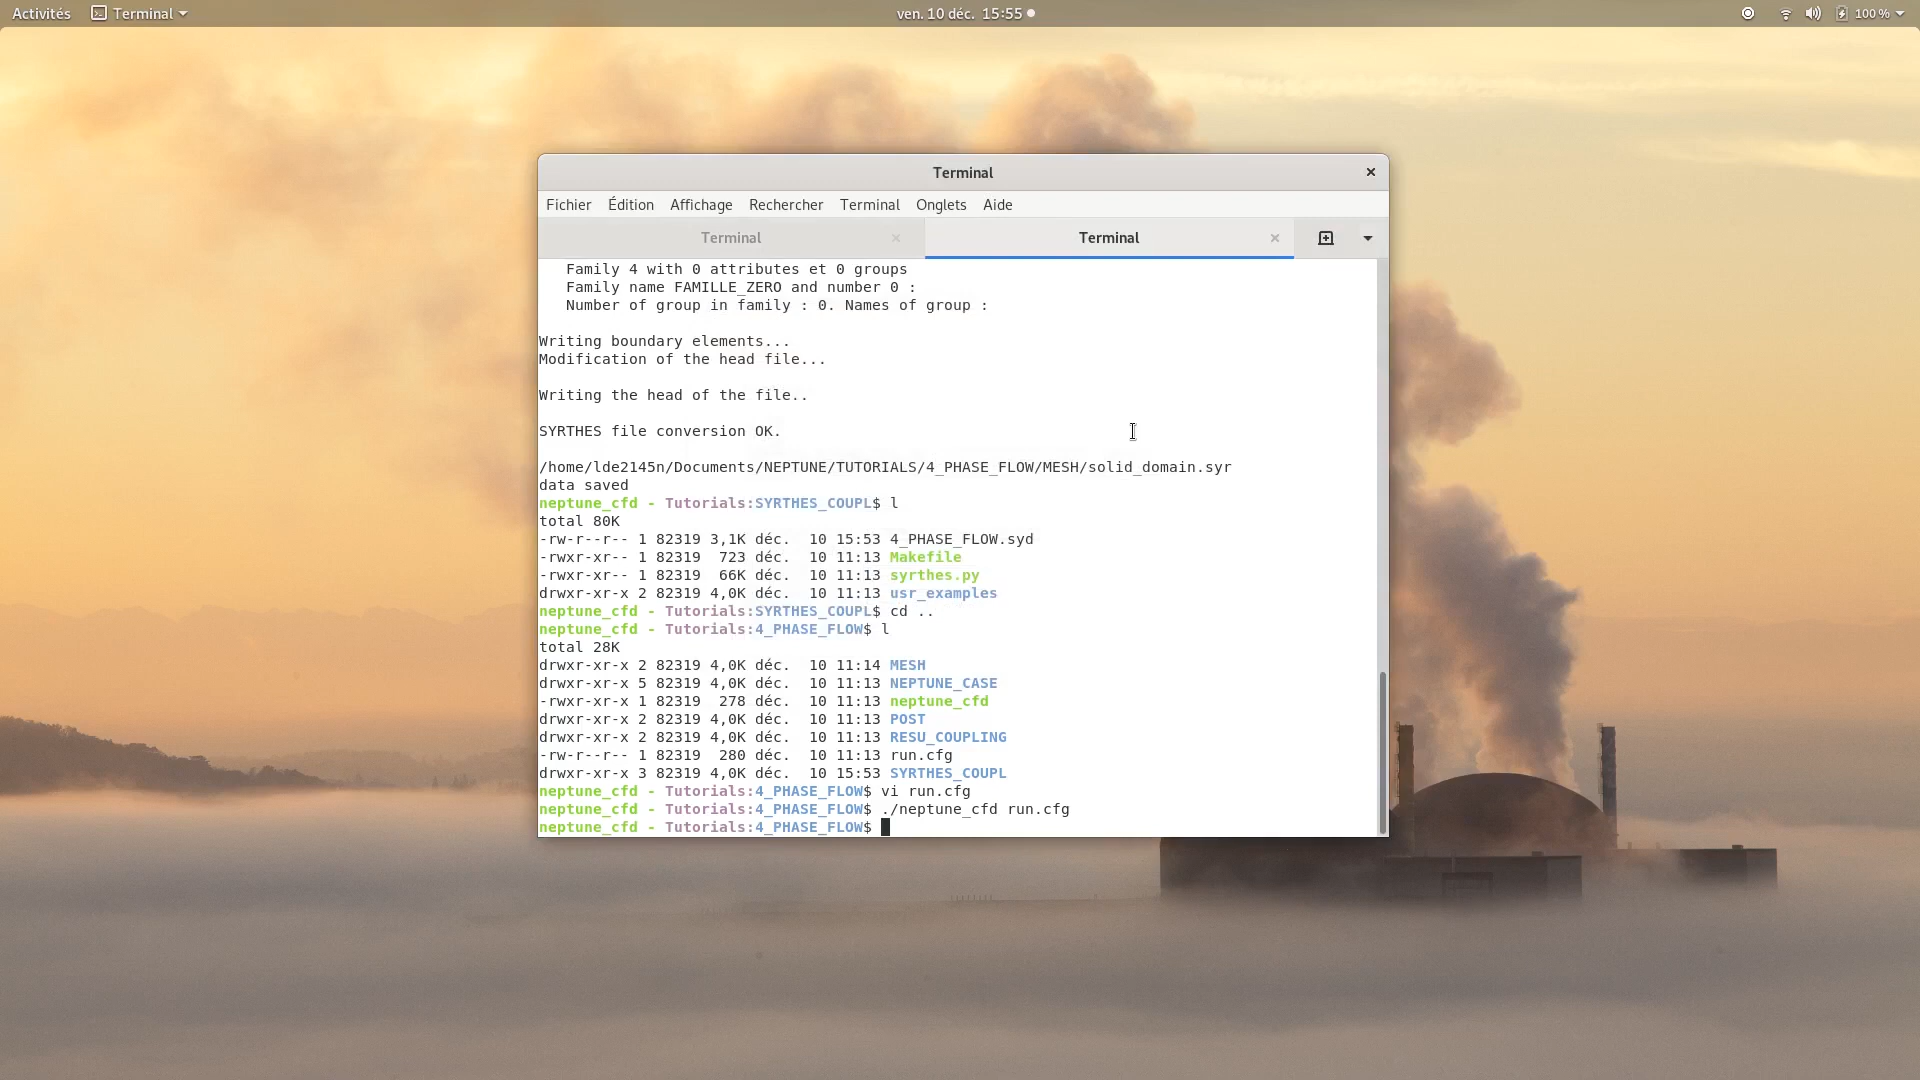 Activités Terminal ven. 10 déc. 15:55 100 %
Terminal
Fichier Édition Affichage Rechercher Terminal Onglets Aide
Terminal Terminal
Family 4 with 0 attributes et 0 groups
Family name FAMILLE_ZERO and number 0 :
Number of group in family : 0. Names of group :
Writing boundary elements...
Modification of the head file...
Writing the head of the file..
SYRTHES file conversion OK.
/home/lde2145n/Documents/NEPTUNE/TUTORIALS/4_PHASE_FLOW/MESH/solid_domain.syr
data saved
neptune_cfd - Tutorials:SYRTHES_COUPL$ l
total 80K
-rw-r--r-- 1 82319 3,1K déc.  10 15:53 4_PHASE_FLOW.syd
-rwxr-xr-- 1 82319  723 déc.  10 11:13 Makefile
-rwxr-xr-- 1 82319  66K déc.  10 11:13 syrthes.py
drwxr-xr-x 2 82319 4,0K déc.  10 11:13 usr_examples
neptune_cfd - Tutorials:SYRTHES_COUPL$ cd ..
neptune_cfd - Tutorials:4_PHASE_FLOW$ l
total 28K
drwxr-xr-x 2 82319 4,0K déc.  10 11:14 MESH
drwxr-xr-x 5 82319 4,0K déc.  10 11:13 NEPTUNE_CASE
-rwxr-xr-x 1 82319  278 déc.  10 11:13 neptune_cfd
drwxr-xr-x 2 82319 4,0K déc.  10 11:13 POST
drwxr-xr-x 2 82319 4,0K déc.  10 11:13 RESU_COUPLING
-rw-r--r-- 1 82319  280 déc.  10 11:13 run.cfg
drwxr-xr-x 3 82319 4,0K déc.  10 15:53 SYRTHES_COUPL
neptune_cfd - Tutorials:4_PHASE_FLOW$ vi run.cfg
neptune_cfd - Tutorials:4_PHASE_FLOW$ ./neptune_cfd run.cfg
neptune_cfd - Tutorials:4_PHASE_FLOW$